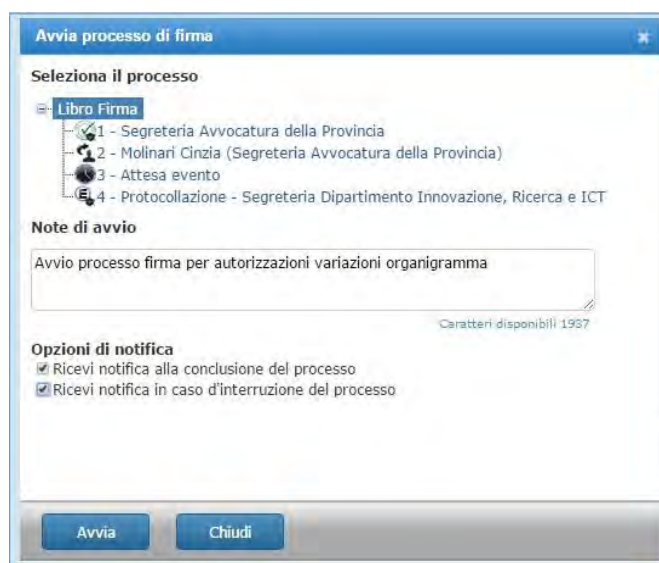 Avvia processo di firma
Seleziona il processo
Libro Firma
1 - Segreteria Avvocatura della Provincia
2 - Molinari Cinzia (Segreteria Avvocatura della Provincia)
3 - Attesa evento
4 - Protocollazione - Segreteria Dipartimento Innovazione, Ricerca e ICT
Note di avvio
Avvio processo firma per autorizzazioni variazioni organigramma
Caratteri disponibili 1937
Opzioni di notifica
Ricevi notifica alla conclusione del processo
Ricevi notifica in caso d'interruzione del processo
Avvia Chiudi